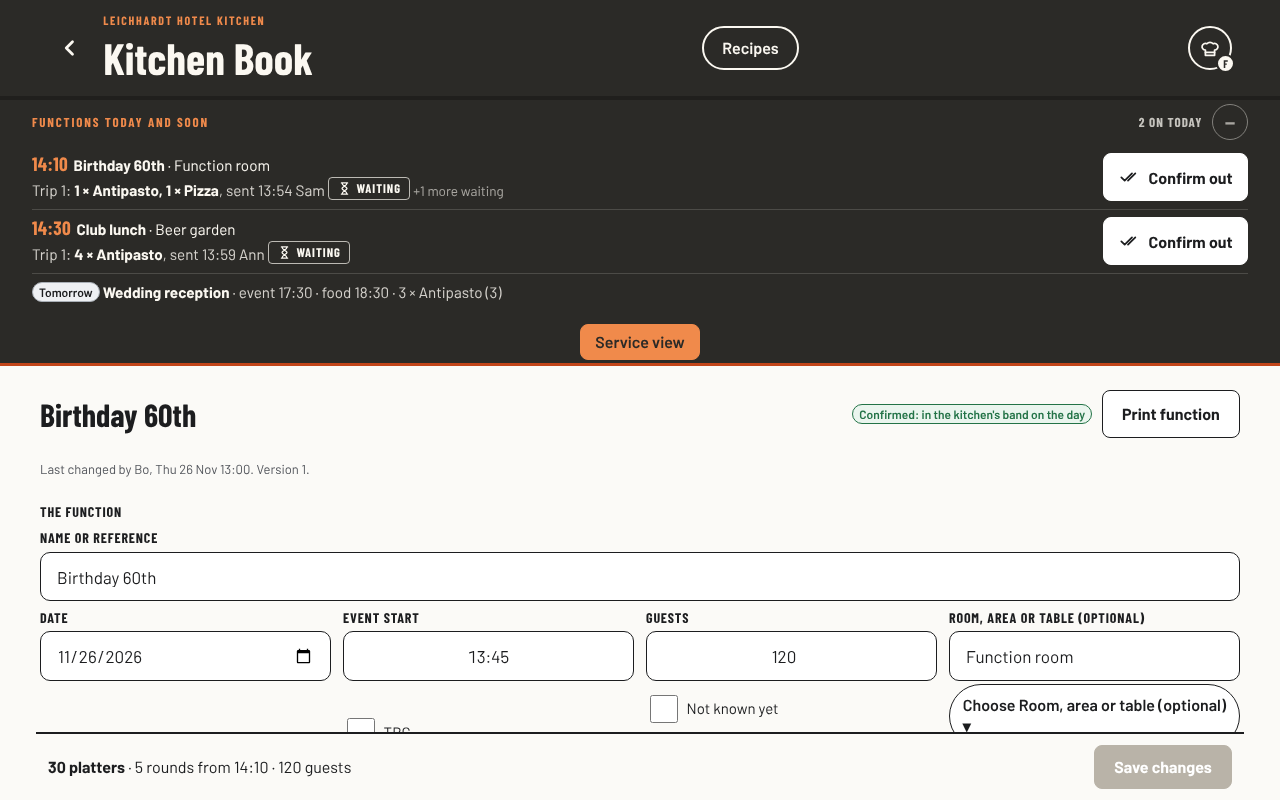 LEICHHARDT HOTEL KITCHEN
Kitchen Book
Recipes
F
FUNCTIONS TODAY AND SOON
2 ON TODAY
14:10 Birthday 60th · Function room
Trip 1: 1 × Antipasto, 1 × Pizza, sent 13:54 Sam WAITING +1 more waiting
Confirm out
14:30 Club lunch · Beer garden
Trip 1: 4 × Antipasto, sent 13:59 Ann WAITING
Confirm out
Tomorrow Wedding reception · event 17:30 · food 18:30 · 3 × Antipasto (3)
Service view
Birthday 60th
Confirmed: in the kitchen's band on the day
Print function
Last changed by Bo, Thu 26 Nov 13:00. Version 1.
THE FUNCTION
NAME OR REFERENCE
Birthday 60th
DATE EVENT START GUESTS ROOM, AREA OR TABLE (OPTIONAL)
11/26/2026 13:45 120 Function room
Not known yet
Choose Room, area or table (optional) ▼
TBC
30 platters · 5 rounds from 14:10 · 120 guests
Save changes